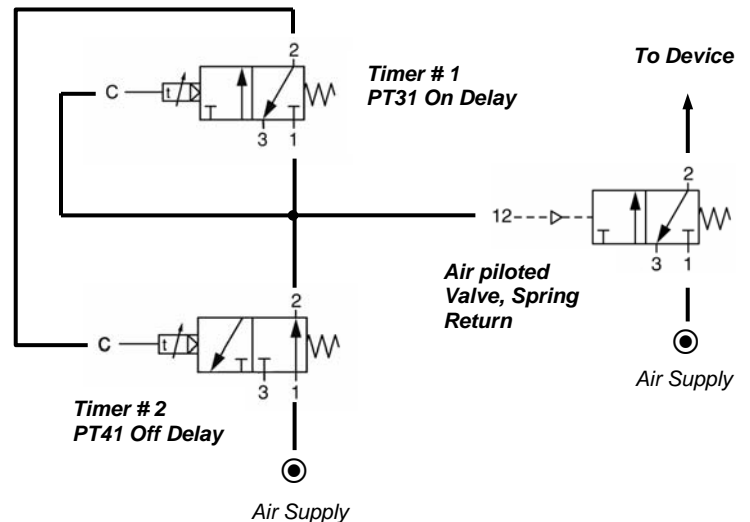 2
Timer # 1
PT31 On Delay
C
t
3 1
To Device
2
12
3 1
Air piloted
Valve, Spring
Return
Air Supply
2
C
t
3 1
Timer # 2
PT41 Off Delay
Air Supply